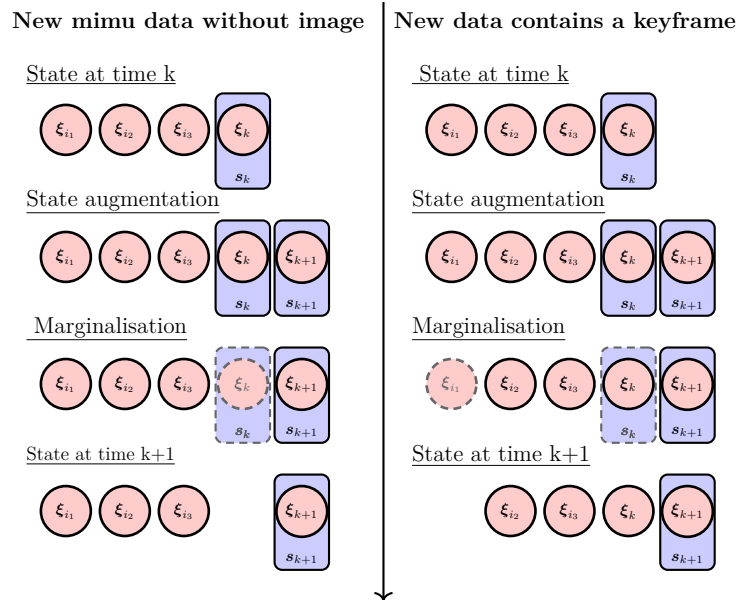 New mimu data without image
State at time k
ξi1 ξi2 ξi3 ξk
sk
State augmentation
ξi1 ξi2 ξi3 ξk ξk+1
sk sk+1
Marginalisation
ξi1 ξi2 ξi3 ξk ξk+1
sk sk+1
State at time k+1
ξi1 ξi2 ξi3 ξk+1
sk+1
New data contains a keyframe
State at time k
ξi1 ξi2 ξi3 ξk
sk
State augmentation
ξi1 ξi2 ξi3 ξk ξk+1
sk sk+1
Marginalisation
ξi1 ξi2 ξi3 ξk ξk+1
sk sk+1
State at time k+1
ξi2 ξi3 ξk ξk+1
sk+1